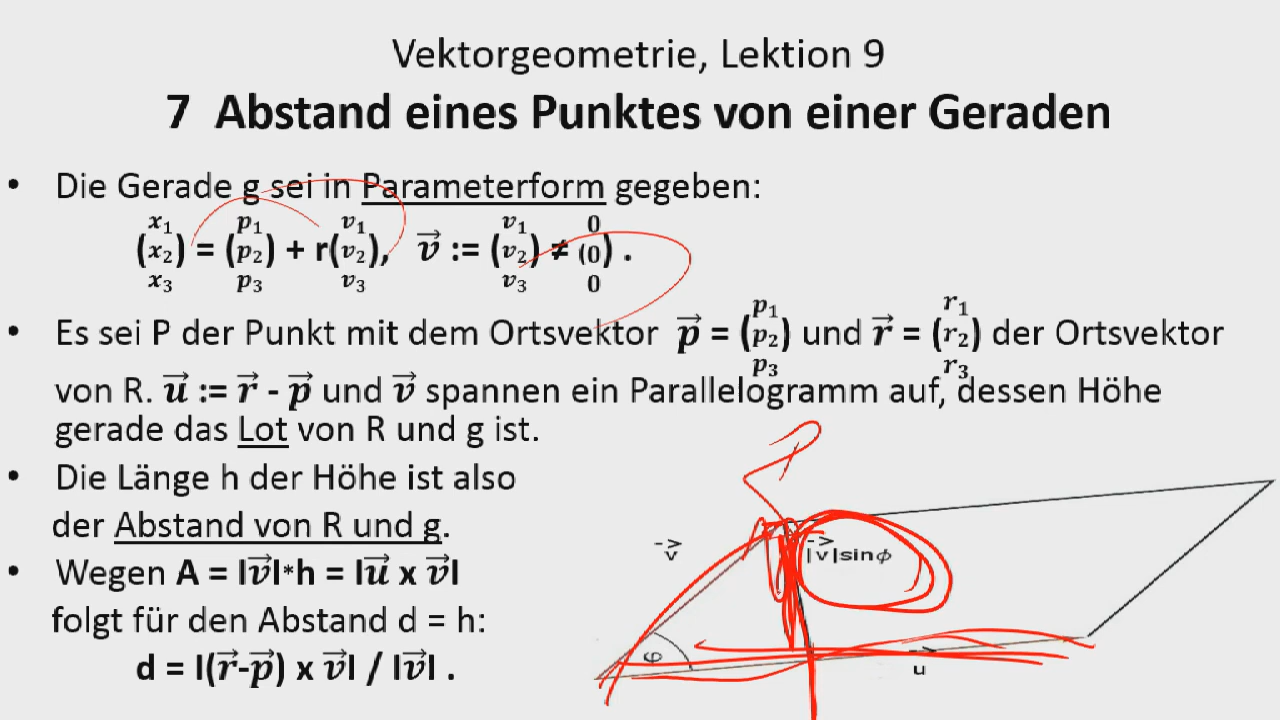 Vektorgeometrie, Lektion 9
7 Abstand eines Punktes von einer Geraden
• Die Gerade g sei in Parameterform gegeben:
x₁ p₁ v₁ v₁ 0
(x₂) = (p₂) + r(v₂), v⃗ := (v₂) ≠ (0) .
x₃ p₃ v₃ v₃ 0
p₁ r₁
• Es sei P der Punkt mit dem Ortsvektor p⃗ = (p₂) und r⃗ = (r₂) der Ortsvektor
p₃ r₃
von R. u⃗ := r⃗ - p⃗ und v⃗ spannen ein Parallelogramm auf, dessen Höhe
gerade das Lot von R und g ist.
• Die Länge h der Höhe ist also
der Abstand von R und g.
• Wegen A = |v⃗|*h = |u⃗ x v⃗|
folgt für den Abstand d = h:
d = |(r⃗-p⃗) x v⃗| / |v⃗| .
v⃗
|v⃗|sinϕ
φ
u⃗